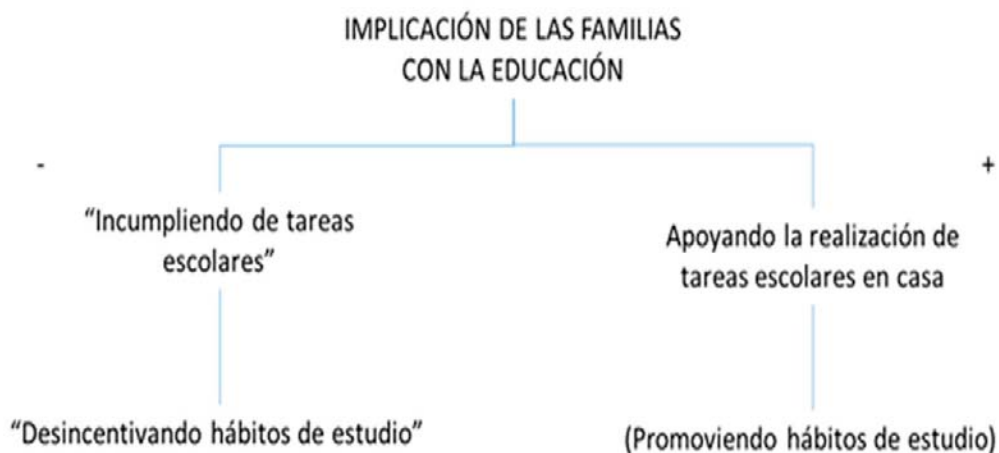 IMPLICACIÓN DE LAS FAMILIAS
CON LA EDUCACIÓN
-
+
“Incumpliendo de tareas
escolares”
Apoyando la realización de
tareas escolares en casa
“Desincentivando hábitos de estudio”
(Promoviendo hábitos de estudio)